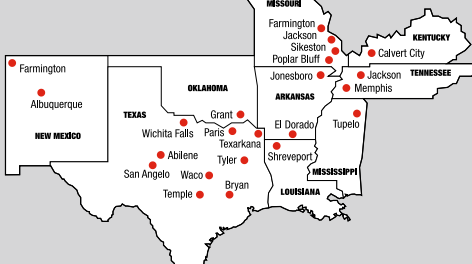 MISSOURI
Farmington
Jackson
Sikeston
Poplar Bluff
KENTUCKY
Calvert City
Farmington
Albuquerque
NEW MEXICO
OKLAHOMA
Grant
Jonesboro
ARKANSAS
El Dorado
Jackson
TENNESSEE
Memphis
TEXAS
Wichita Falls
Paris
Texarkana
Tupelo
Abilene
San Angelo
Tyler
Waco
Temple
Bryan
Shreveport
LOUISIANA
MISSISSIPPI